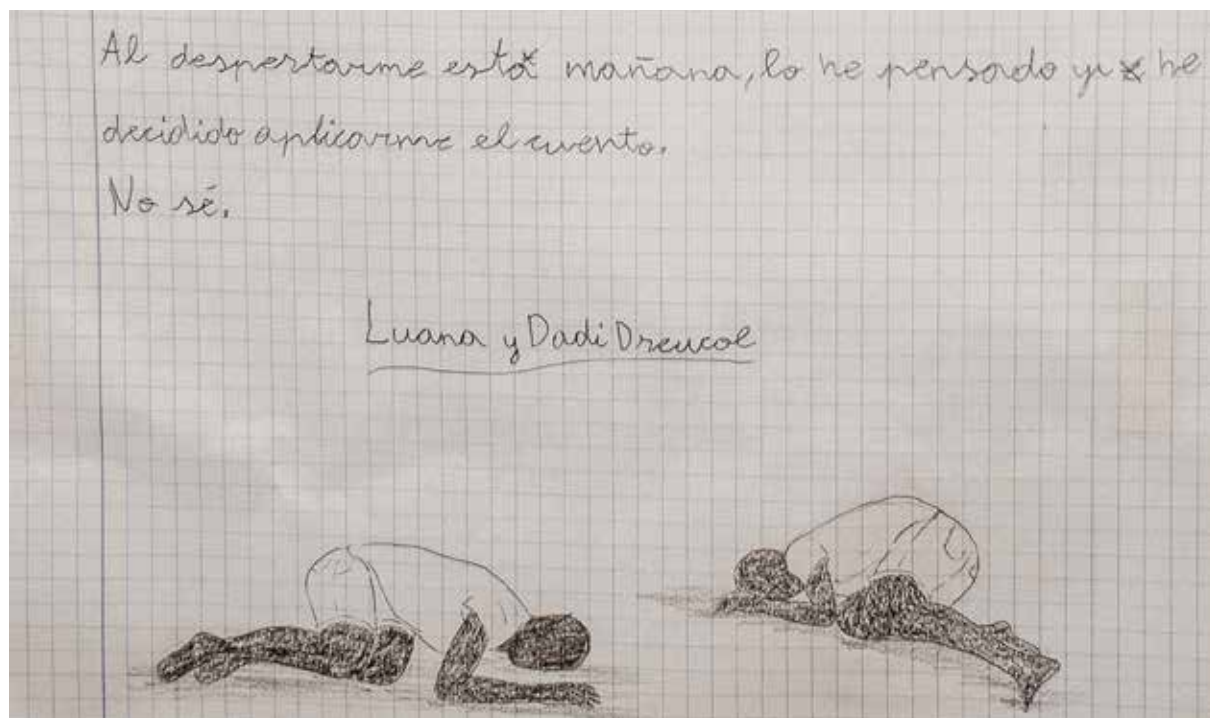 Al despertarme esta mañana, lo he pensado y he
decidido aplicarme el cuento.
No sé.
Luana y Dadi Dreucol